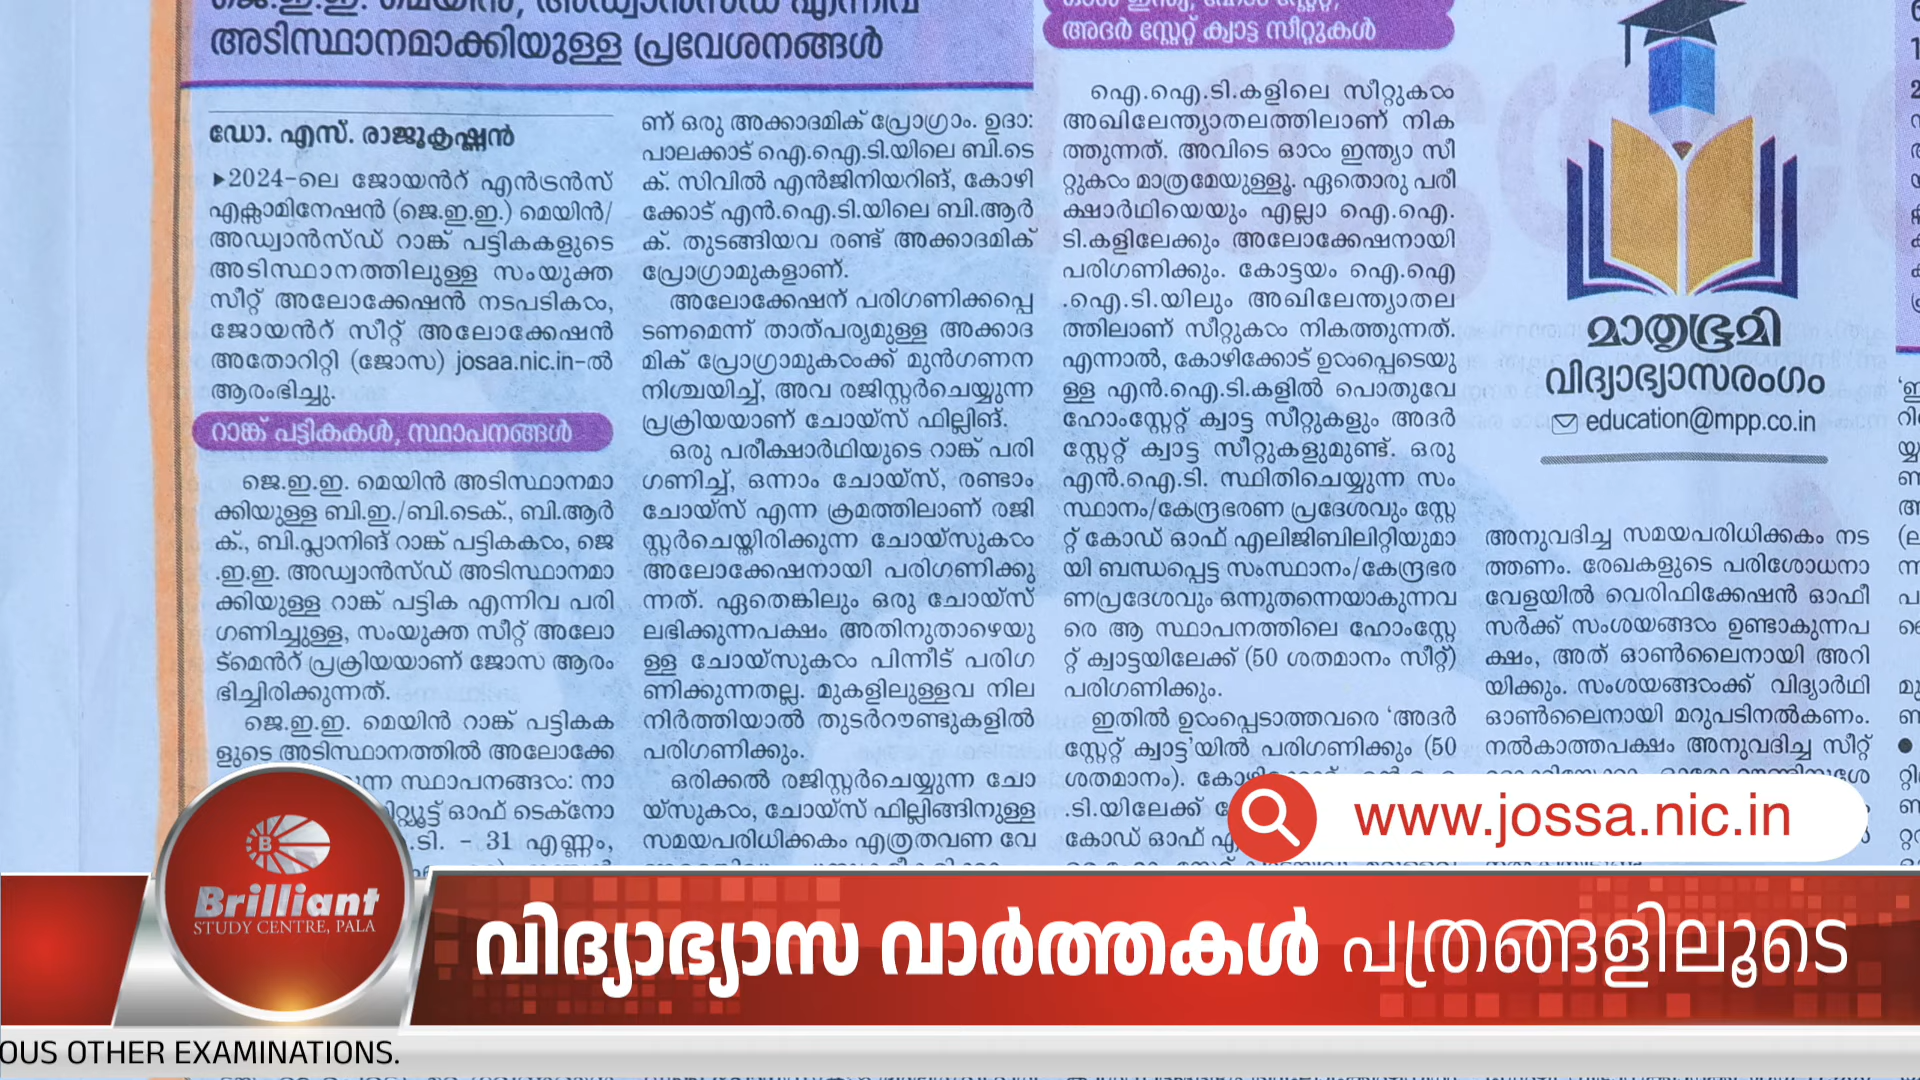 ജെ.ഇ.ഇ. മെയിൻ, അഡ്വാൻസ്ഡ് എന്നിവ
അടിസ്ഥാനമാക്കിയുള്ള പ്രവേശനങ്ങൾ
ഡോ. എസ്. രാജൂകൃഷ്ണൻ
▸2024-ലെ ജോയൻറ് എൻട്രൻസ്
എക്സാമിനേഷൻ (ജെ.ഇ.ഇ.) മെയിൻ/
അഡ്വാൻസ്ഡ് റാങ്ക് പട്ടികകളുടെ
അടിസ്ഥാനത്തിലുള്ള സംയുക്ത
സീറ്റ് അലോക്കേഷൻ നടപടികൾ,
ജോയൻറ് സീറ്റ് അലോക്കേഷൻ
അതോറിറ്റി (ജോസ) josaa.nic.in-ൽ
ആരംഭിച്ചു.
റാങ്ക് പട്ടികകൾ, സ്ഥാപനങ്ങൾ
ജെ.ഇ.ഇ. മെയിൻ അടിസ്ഥാനമാ
ക്കിയുള്ള ബി.ഇ./ബി.ടെക്., ബി.ആർ
ക്., ബി.പ്ലാനിങ് റാങ്ക് പട്ടികകൾ, ജെ
.ഇ.ഇ. അഡ്വാൻസ്ഡ് അടിസ്ഥാനമാ
ക്കിയുള്ള റാങ്ക് പട്ടിക എന്നിവ പരി
ഗണിച്ചുള്ള, സംയുക്ത സീറ്റ് അലോ
ട്മെൻറ് പ്രക്രിയയാണ് ജോസ ആരം
ഭിച്ചിരിക്കുന്നത്.
ജെ.ഇ.ഇ. മെയിൻ റാങ്ക് പട്ടികക
ളുടെ അടിസ്ഥാനത്തിൽ അലോക്കേ
ന്ന സ്ഥാപനങ്ങൾ: നാ
റ്റ്യൂട്ട് ഓഫ് ടെക്നോ
.ടി. – 31 എണ്ണം,
ണ് ഒരു അക്കാദമിക് പ്രോഗ്രാം. ഉദാ:
പാലക്കാട് ഐ.ഐ.ടി.യിലെ ബി.ടെ
ക്. സിവിൽ എൻജിനിയറിങ്, കോഴി
ക്കോട് എൻ.ഐ.ടി.യിലെ ബി.ആർ
ക്. തുടങ്ങിയവ രണ്ട് അക്കാദമിക്
പ്രോഗ്രാമുകളാണ്.
അലോക്കേഷന് പരിഗണിക്കപ്പെ
ടണമെന്ന് താത്പര്യമുള്ള അക്കാദ
മിക് പ്രോഗ്രാമുകൾക്ക് മുൻഗണന
നിശ്ചയിച്ച്, അവ രജിസ്റ്റർചെയ്യുന്ന
പ്രക്രിയയാണ് ചോയ്സ് ഫില്ലിങ്.
ഒരു പരീക്ഷാർഥിയുടെ റാങ്ക് പരി
ഗണിച്ച്, ഒന്നാം ചോയ്സ്, രണ്ടാം
ചോയ്സ് എന്ന ക്രമത്തിലാണ് രജി
സ്റ്റർചെയ്തിരിക്കുന്ന ചോയ്സുകൾ
അലോക്കേഷനായി പരിഗണിക്കു
ന്നത്. ഏതെങ്കിലും ഒരു ചോയ്സ്
ലഭിക്കുന്നപക്ഷം അതിനുതാഴെയു
ള്ള ചോയ്സുകൾ പിന്നീട് പരിഗ
ണിക്കുന്നതല്ല. മുകളിലുള്ളവ നില
നിർത്തിയാൽ തുടർറൗണ്ടുകളിൽ
പരിഗണിക്കും.
ഒരിക്കൽ രജിസ്റ്റർചെയ്യുന്ന ചോ
യ്സുകൾ, ചോയ്സ് ഫില്ലിങ്ങിനുള്ള
സമയപരിധിക്കകം എത്രതവണ വേ
അദർ സ്റ്റേറ്റ് ക്വാട്ട സീറ്റുകൾ
ഐ.ഐ.ടി.കളിലെ സീറ്റുകൾ
അഖിലേന്ത്യാതലത്തിലാണ് നിക
ത്തുന്നത്. അവിടെ ഓൾ ഇന്ത്യാ സീ
റ്റുകൾ മാത്രമേയുള്ളൂ. ഏതൊരു പരീ
ക്ഷാർഥിയെയും എല്ലാ ഐ.ഐ.
ടി.കളിലേക്കും അലോക്കേഷനായി
പരിഗണിക്കും. കോട്ടയം ഐ.ഐ
.ഐ.ടി.യിലും അഖിലേന്ത്യാതല
ത്തിലാണ് സീറ്റുകൾ നികത്തുന്നത്.
എന്നാൽ, കോഴിക്കോട് ഉൾപ്പെടെയു
ള്ള എൻ.ഐ.ടി.കളിൽ പൊതുവേ
ഹോംസ്റ്റേറ്റ് ക്വാട്ട സീറ്റുകളും അദർ
സ്റ്റേറ്റ് ക്വാട്ട സീറ്റുകളുമുണ്ട്. ഒരു
എൻ.ഐ.ടി. സ്ഥിതിചെയ്യുന്ന സം
സ്ഥാനം/കേന്ദ്രഭരണ പ്രദേശവും സ്റ്റേ
റ്റ് കോഡ് ഓഫ് എലിജിബിലിറ്റിയുമാ
യി ബന്ധപ്പെട്ട സംസ്ഥാനം/കേന്ദ്രഭര
ണപ്രദേശവും ഒന്നുതന്നെയാകുന്നവ
രെ ആ സ്ഥാപനത്തിലെ ഹോംസ്റ്റേ
റ്റ് ക്വാട്ടയിലേക്ക് (50 ശതമാനം സീറ്റ്)
പരിഗണിക്കും.
ഇതിൽ ഉൾപ്പെടാത്തവരെ ‘അദർ
സ്റ്റേറ്റ് ക്വാട്ട’യിൽ പരിഗണിക്കും (50
ശതമാനം).
.ടി.യിലേക്ക്
കോഡ് ഓഫ്
മാതൃഭൂമി
വിദ്യാഭ്യാസരംഗം
education@mpp.co.in
അനുവദിച്ച സമയപരിധിക്കകം നട
ത്തണം. രേഖകളുടെ പരിശോധനാ
വേളയിൽ വെരിഫിക്കേഷൻ ഓഫീ
സർക്ക് സംശയങ്ങൾ ഉണ്ടാകുന്നപ
ക്ഷം, അത് ഓൺലൈനായി അറി
യിക്കും. സംശയങ്ങൾക്ക് വിദ്യാർഥി
ഓൺലൈനായി മറുപടിനൽകണം.
നൽകാത്തപക്ഷം അനുവദിച്ച സീറ്റ്
www.jossa.nic.in
Brilliant
STUDY CENTRE, PALA
വിദ്യാഭ്യാസ വാർത്തകൾ പത്രങ്ങളിലൂടെ
OUS OTHER EXAMINATIONS.